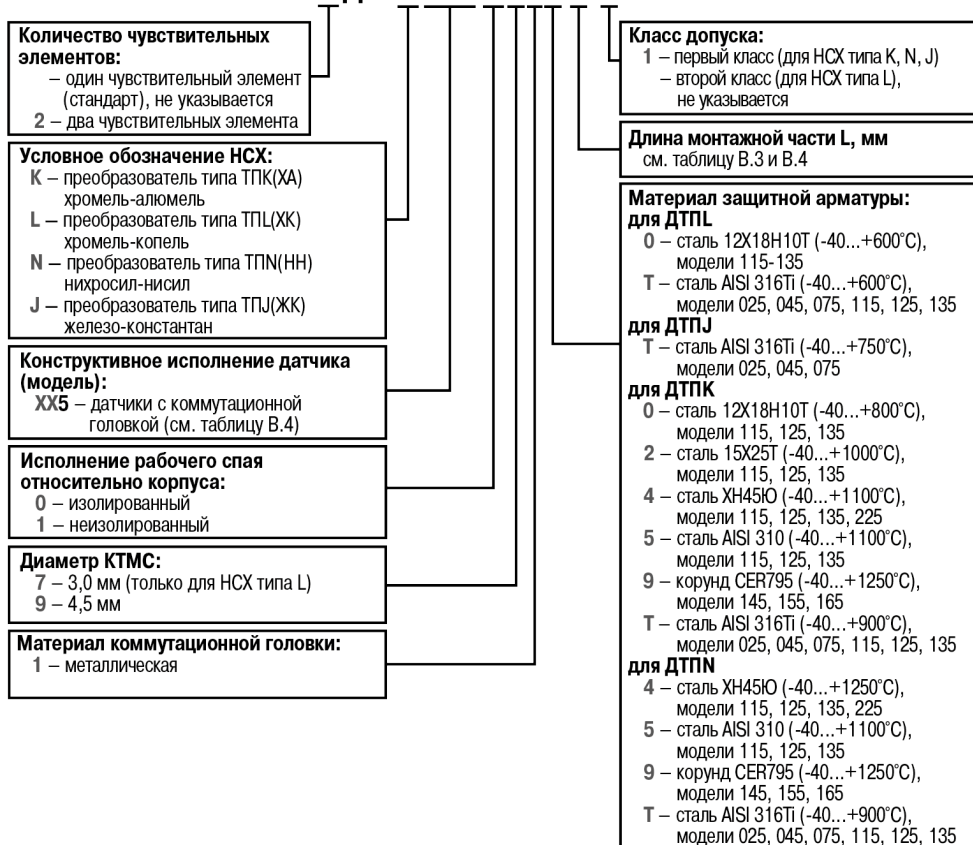 Количество чувствительных
элементов:
– один чувствительный элемент
(стандарт), не указывается
2 – два чувствительных элемента
Условное обозначение НСХ:
K – преобразователь типа ТПК(ХА)
хромель-алюмель
L – преобразователь типа ТПL(ХК)
хромель-копель
N – преобразователь типа ТПN(НН)
нихросил-нисил
J – преобразователь типа ТПJ(ЖК)
железо-константан
Конструктивное исполнение датчика
(модель):
XX5 – датчики с коммутационной
головкой (см. таблицу В.4)
Исполнение рабочего спая
относительно корпуса:
0 – изолированный
1 – неизолированный
Диаметр КТМС:
7 – 3,0 мм (только для НСХ типа L)
9 – 4,5 мм
Материал коммутационной головки:
1 – металлическая
Класс допуска:
1 – первый класс (для НСХ типа K, N, J)
– второй класс (для НСХ типа L),
не указывается
Длина монтажной части L, мм
см. таблицу В.3 и В.4
Материал защитной арматуры:
для ДТПL
0 – сталь 12Х18Н10Т (-40...+600°С),
модели 115-135
T – сталь AISI 316Ti (-40...+600°С),
модели 025, 045, 075, 115, 125, 135
для ДТПJ
T – сталь AISI 316Ti (-40...+750°С),
модели 025, 045, 075
для ДТПК
0 – сталь 12Х18Н10Т (-40...+800°С),
модели 115, 125, 135
2 – сталь 15Х25Т (-40...+1000°С),
модели 115, 125, 135
4 – сталь ХН45Ю (-40...+1100°С),
модели 115, 125, 135, 225
5 – сталь AISI 310 (-40...+1100°С),
модели 115, 125, 135
9 – корунд CER795 (-40...+1250°С),
модели 145, 155, 165
T – сталь AISI 316Ti (-40...+900°С),
модели 025, 045, 075, 115, 125, 135
для ДТПN
4 – сталь ХН45Ю (-40...+1250°С),
модели 115, 125, 135, 225
5 – сталь AISI 310 (-40...+1100°С),
модели 115, 125, 135
9 – корунд CER795 (-40...+1250°С),
модели 145, 155, 165
T – сталь AISI 316Ti (-40...+900°С),
модели 025, 045, 075, 115, 125, 135